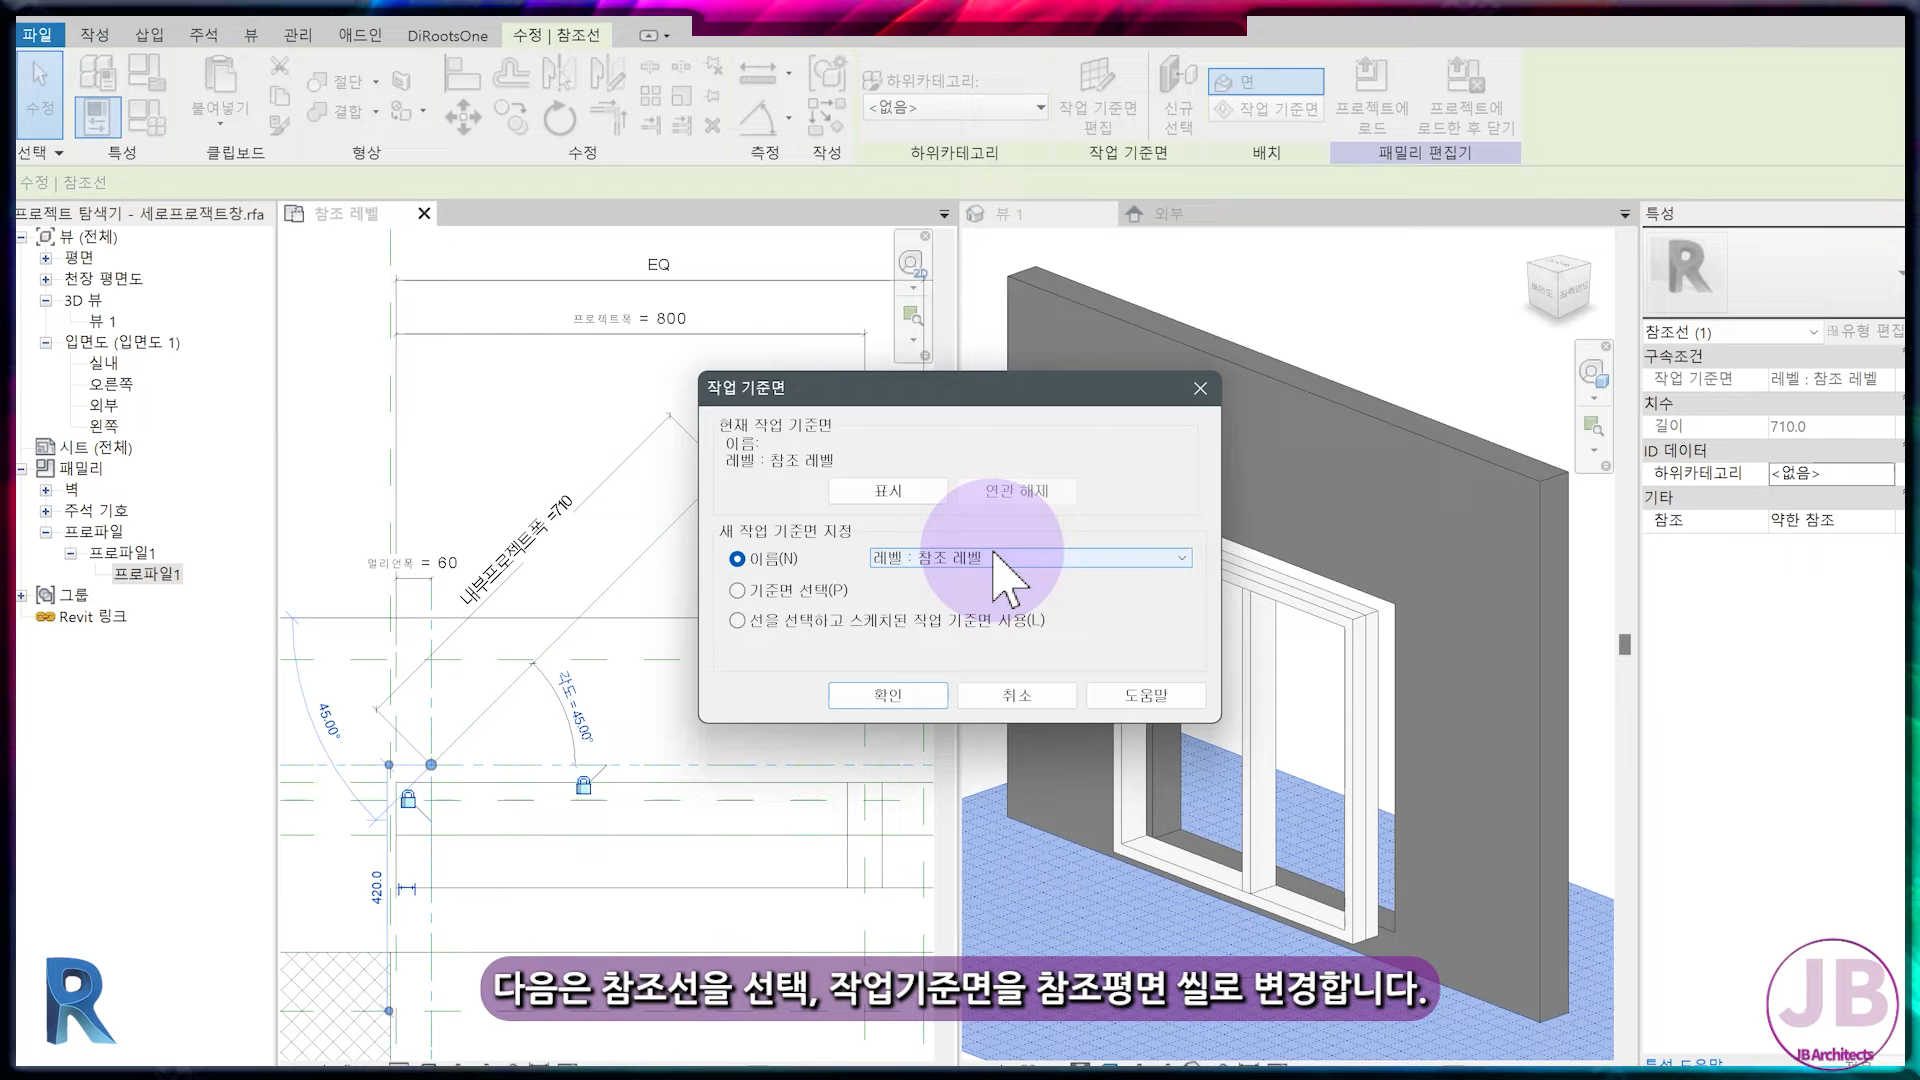 파일 작성 삽입 주석 뷰 관리 애드인 DiRootsOne 수정 | 참조선
수정
붙여넣기
절단
결합
하위카테고리:
<없음>
작업 기준면
편집
신규
선택
면
작업 기준면
프로젝트에
로드
프로젝트에
로드한 후 닫기
선택 특성 클립보드 형상 수정 측정 작성 하위카테고리 작업 기준면 배치 패밀리 편집기
수정 | 참조선
프로젝트 탐색기 - 세로프로잭트창.rfa
뷰 (전체)
평면
천장 평면도
3D 뷰
뷰 1
입면도 (입면도 1)
실내
오른쪽
외부
왼쪽
시트 (전체)
패밀리
벽
주석 기호
프로파일
프로파일1
프로파일1
그룹
Revit 링크
참조 레벨
EQ
프로젝트폭 = 800
멀리언폭 = 60
내부프로젝트폭 =710
각도 = 45.00°
45.00°
420.0
2D
뷰 1
외부
작업 기준면
현재 작업 기준면
이름:
레벨 : 참조 레벨
표시 연관 해제
새 작업 기준면 지정
이름(N) 레벨 : 참조 레벨
기준면 선택(P)
선을 선택하고 스케치된 작업 기준면 사용(L)
확인 취소 도움말
특성
R
참조선 (1) 유형 편집
구속조건
작업 기준면 레벨 : 참조 레벨
치수
길이 710.0
ID 데이터
하위카테고리 <없음>
기타
참조 약한 참조
다음은 참조선을 선택, 작업기준면을 참조평면 씰로 변경합니다.
R
JB
JB Architects